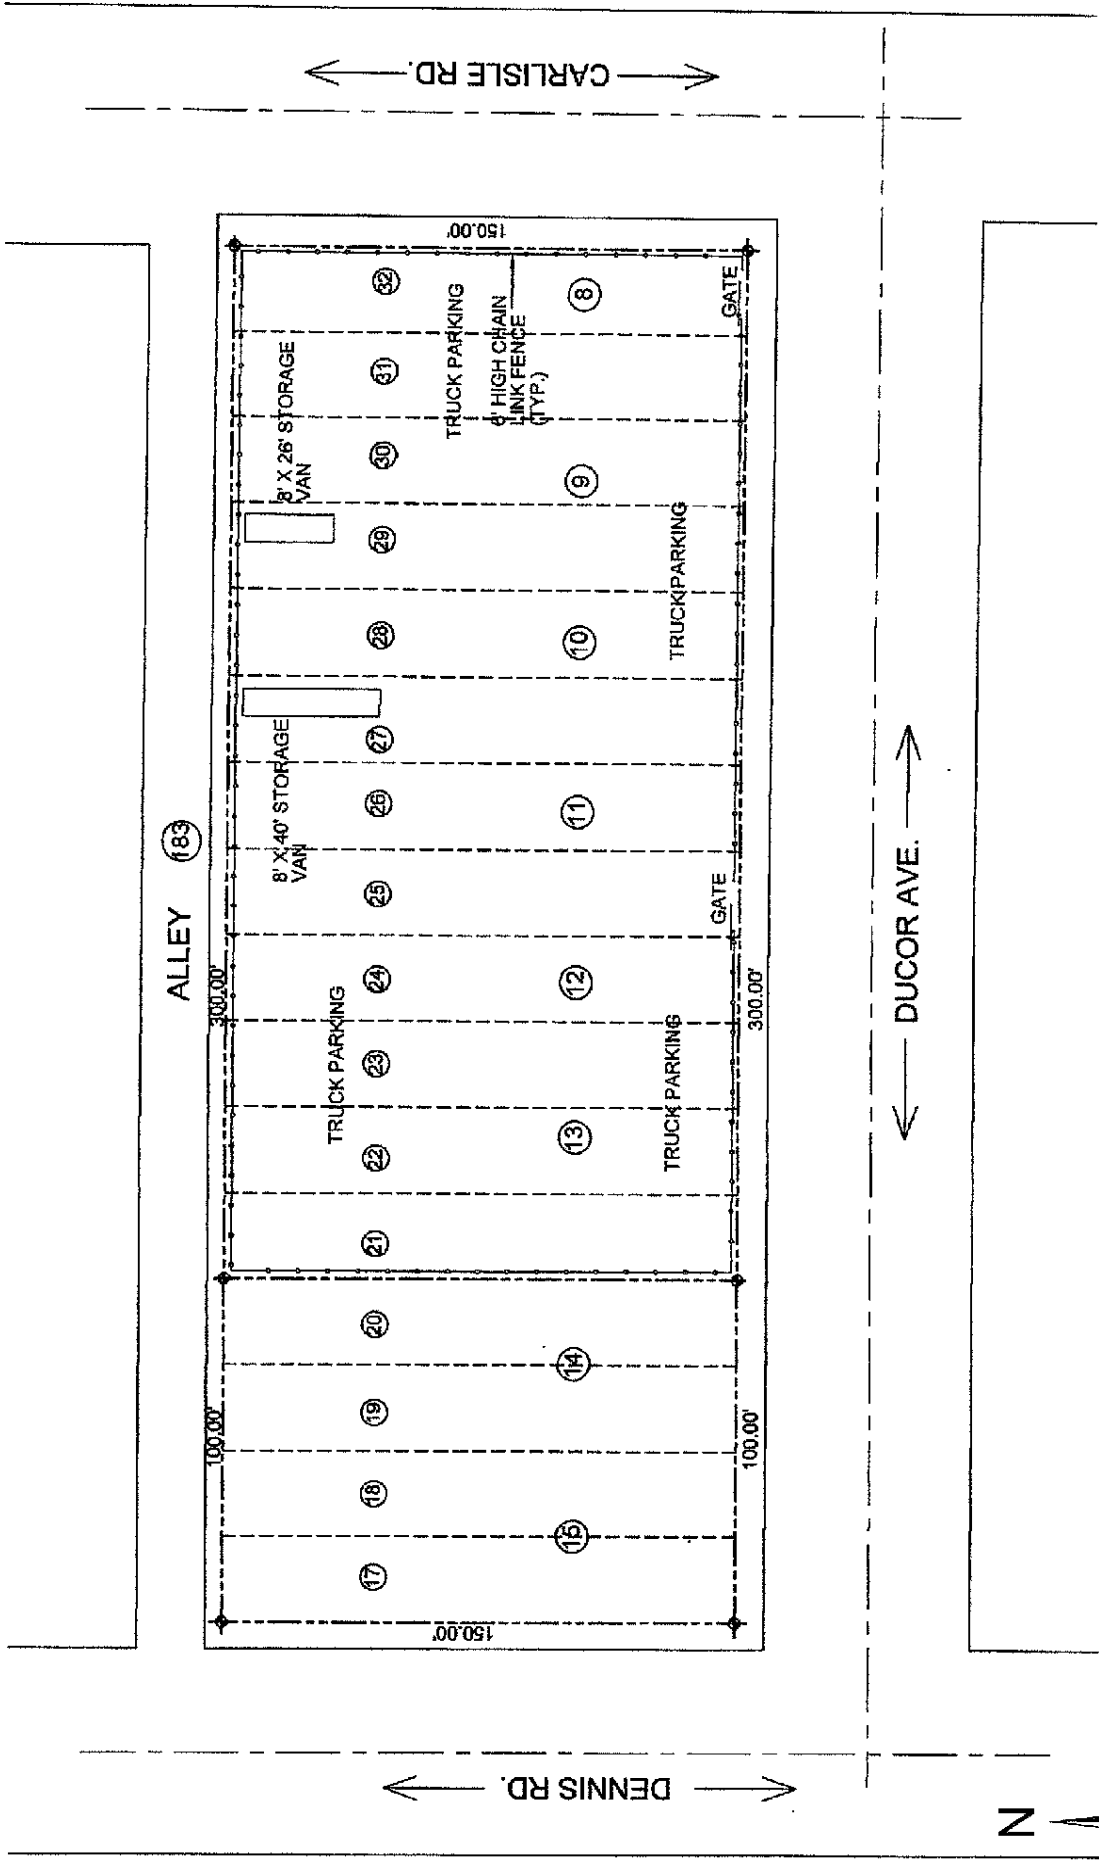 CARLISLE RD.
150.00'
32
31
30
29
28
27
26
25
24
23
22
21
20
19
18
17
8' X 26' STORAGE
VAN
TRUCK PARKING
6' HIGH CHAIN
LINK FENCE
(TYP.)
8
9
10
11
12
13
14
15
GATE
TRUCK PARKING
8' X 40' STORAGE
VAN
ALLEY 183
300.00'
TRUCK PARKING
GATE
TRUCK PARKING
300.00'
DUCOR AVE.
100.00'
100.00'
150.00'
DENNIS RD.
N